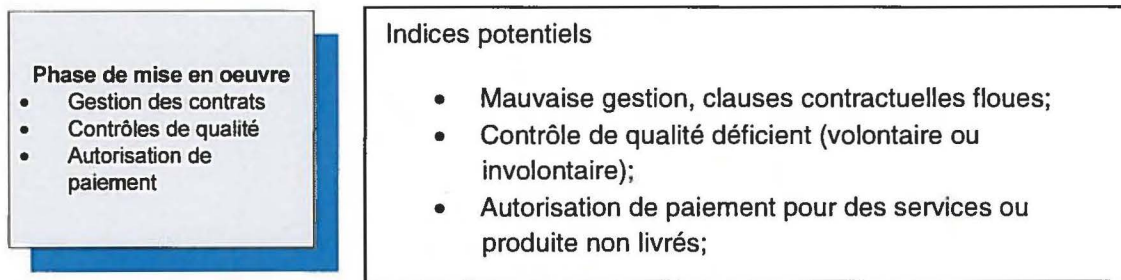 Phase de mise en oeuvre
• Gestion des contrats
• Contrôles de qualité
• Autorisation de
paiement
Indices potentiels
• Mauvaise gestion, clauses contractuelles floues;
• Contrôle de qualité déficient (volontaire ou
involontaire);
• Autorisation de paiement pour des services ou
produite non livrés;